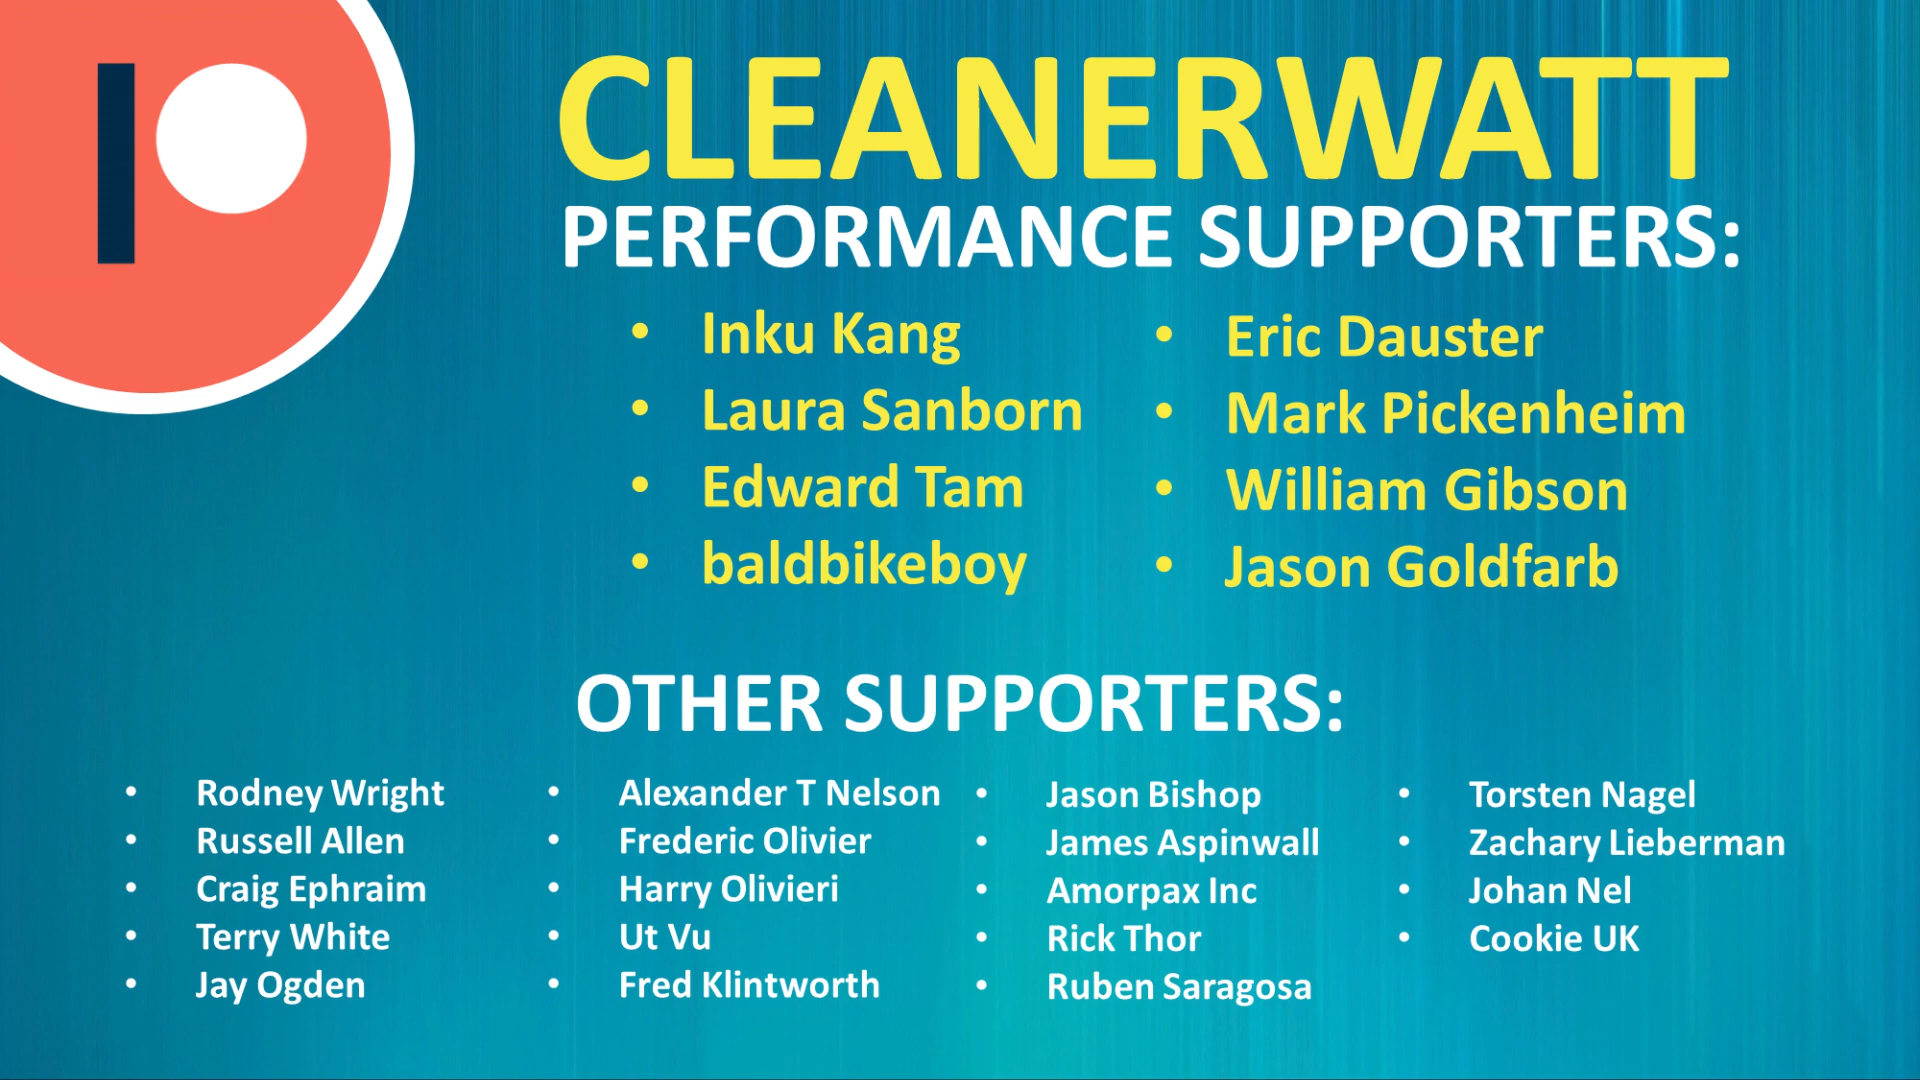 CLEANERWATT
PERFORMANCE SUPPORTERS:
• Inku Kang
• Laura Sanborn
• Edward Tam
• baldbikeboy
• Eric Dauster
• Mark Pickenheim
• William Gibson
• Jason Goldfarb
OTHER SUPPORTERS:
• Rodney Wright
• Russell Allen
• Craig Ephraim
• Terry White
• Jay Ogden
• Alexander T Nelson
• Frederic Olivier
• Harry Olivieri
• Ut Vu
• Fred Klintworth
• Jason Bishop
• James Aspinwall
• Amorpax Inc
• Rick Thor
• Ruben Saragosa
• Torsten Nagel
• Zachary Lieberman
• Johan Nel
• Cookie UK